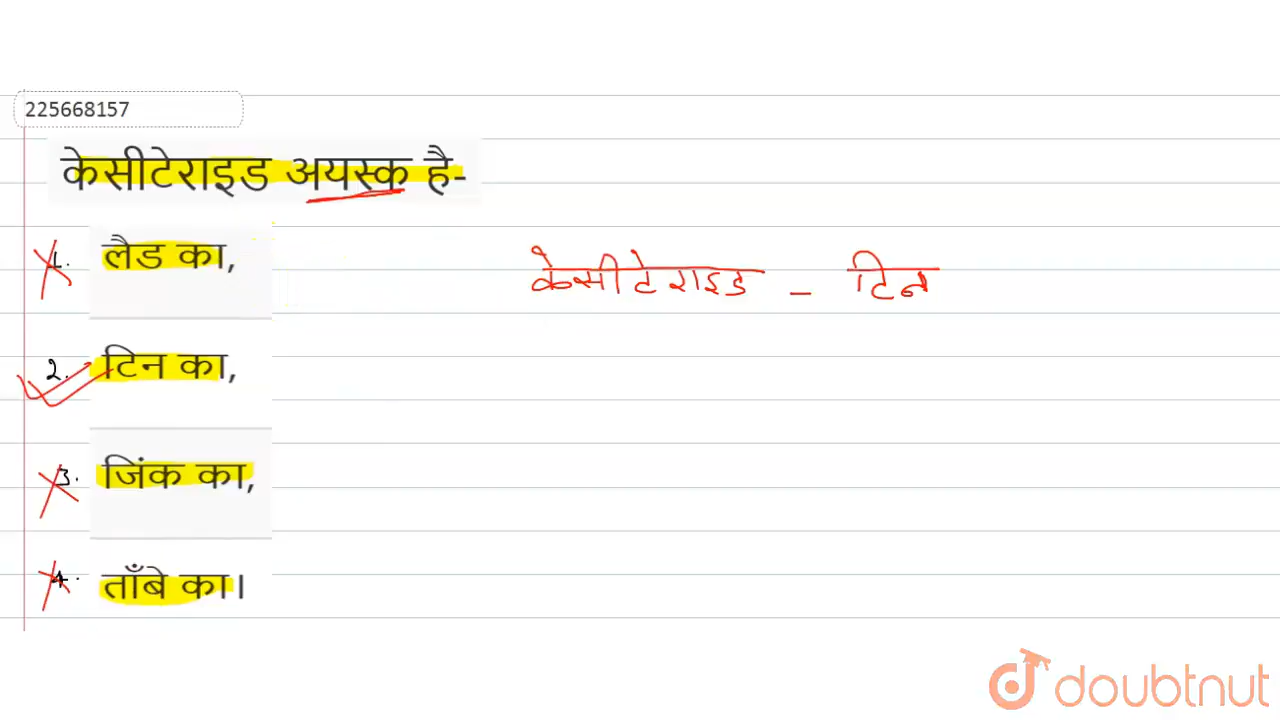 225668157
केसीटेराइड अयस्क है-
1. लैड का,
केसीटेराइड - टिन
2. टिन का,
3. जिंक का,
4. ताँबे का।
doubtnut